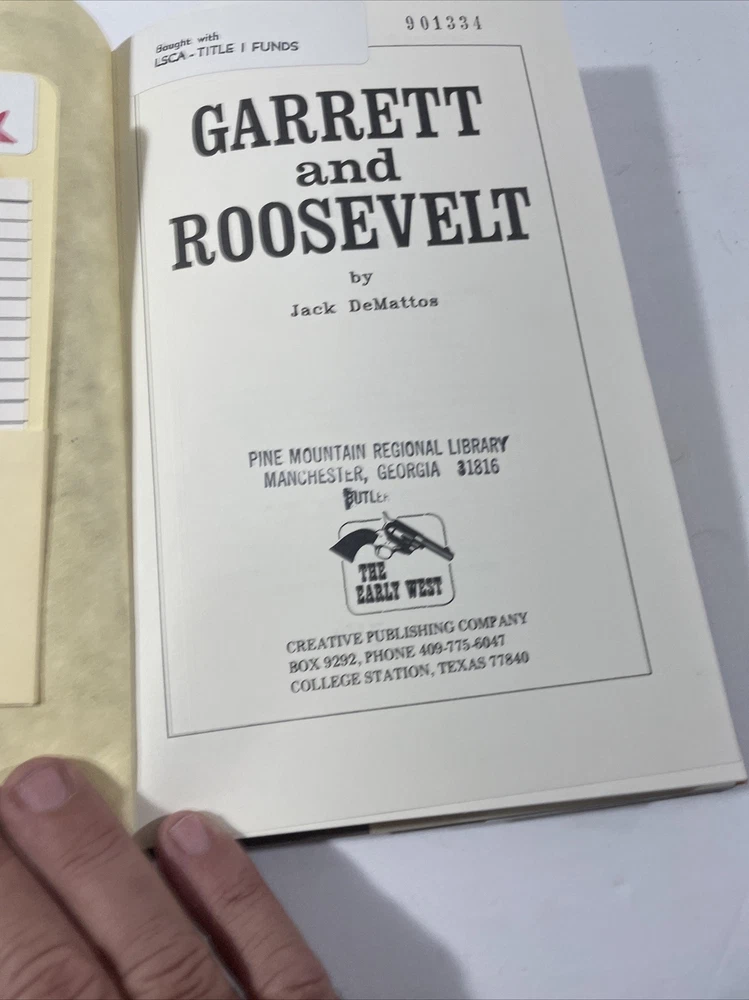 Bought with
LSCA - TITLE I FUNDS
901334
GARRETT
and
ROOSEVELT
by
Jack DeMattos
PINE MOUNTAIN REGIONAL LIBRARY
MANCHESTER, GEORGIA 31816
BUTLER
THE
EARLY WEST
CREATIVE PUBLISHING COMPANY
BOX 9292, PHONE 409-775-6047
COLLEGE STATION, TEXAS 77840